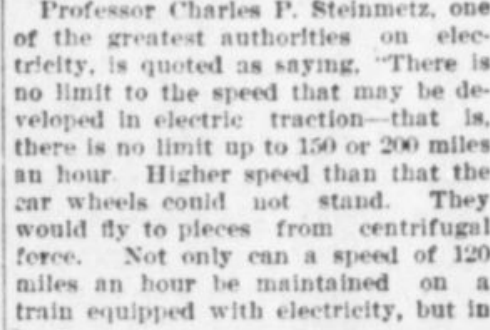 Professor Charles P. Steinmetz, one
of the greatest authorities on elec-
tricity, is quoted as saying, "There is
no limit to the speed that may be de-
veloped in electric traction—that is,
there is no limit up to 150 or 200 miles
an hour. Higher speed than that the
car wheels could not stand. They
would fly to pieces from centrifugal
force. Not only can a speed of 120
miles an hour be maintained on a
train equipped with electricity, but in